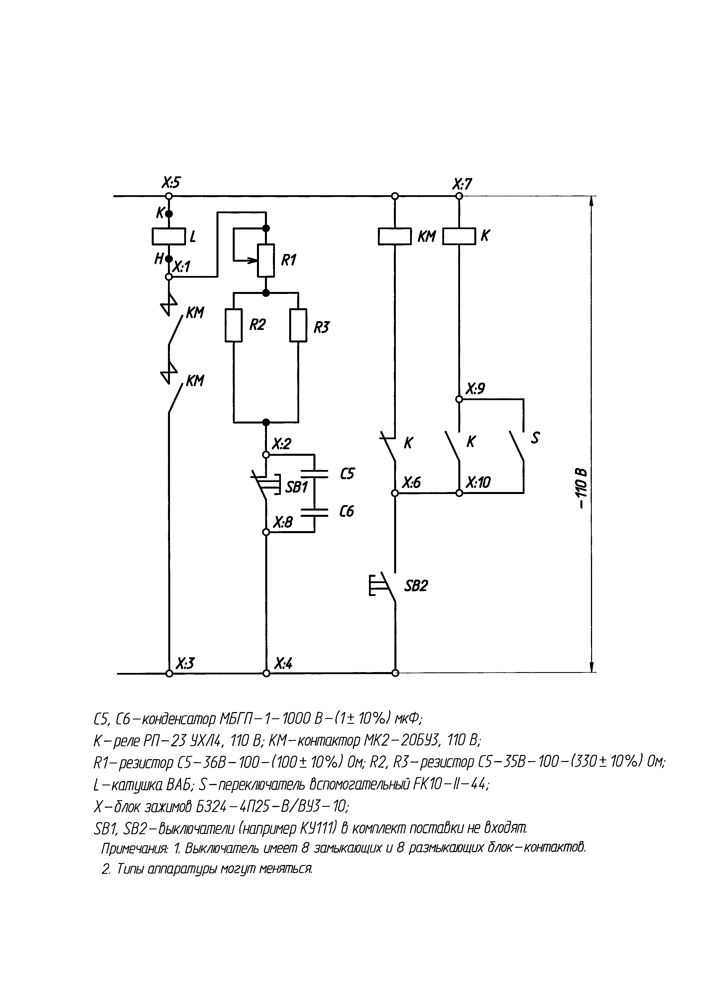 X:5
X:7
K
L
KM
K
H
X:1
R1
KM
R2
R3
KM
X:9
X:2
K
K
S
C5
SB1
X:6
X:10
-110 В
C6
X:8
SB2
X:3
X:4
C5, C6-конденсатор МБГП-1-1000 В-(1±10%) мкФ;
К-реле РП-23 УХЛ4, 110 В; КМ-контактор МК2-20БУЗ, 110 В;
R1-резистор С5-36В-100-(100±10%) Ом; R2, R3-резистор С5-35В-100-(330±10%) Ом;
L-катушка ВАБ; S-переключатель вспомогательный FK10-II-44;
Х-блок зажимов БЗ24-4П25-В/ВУЗ-10;
SB1, SB2-выключатели (например КУ111) в комплект поставки не входят.
Примечания: 1. Выключатель имеет 8 замыкающих и 8 размыкающих блок-контактов.
2. Типы аппаратуры могут меняться.